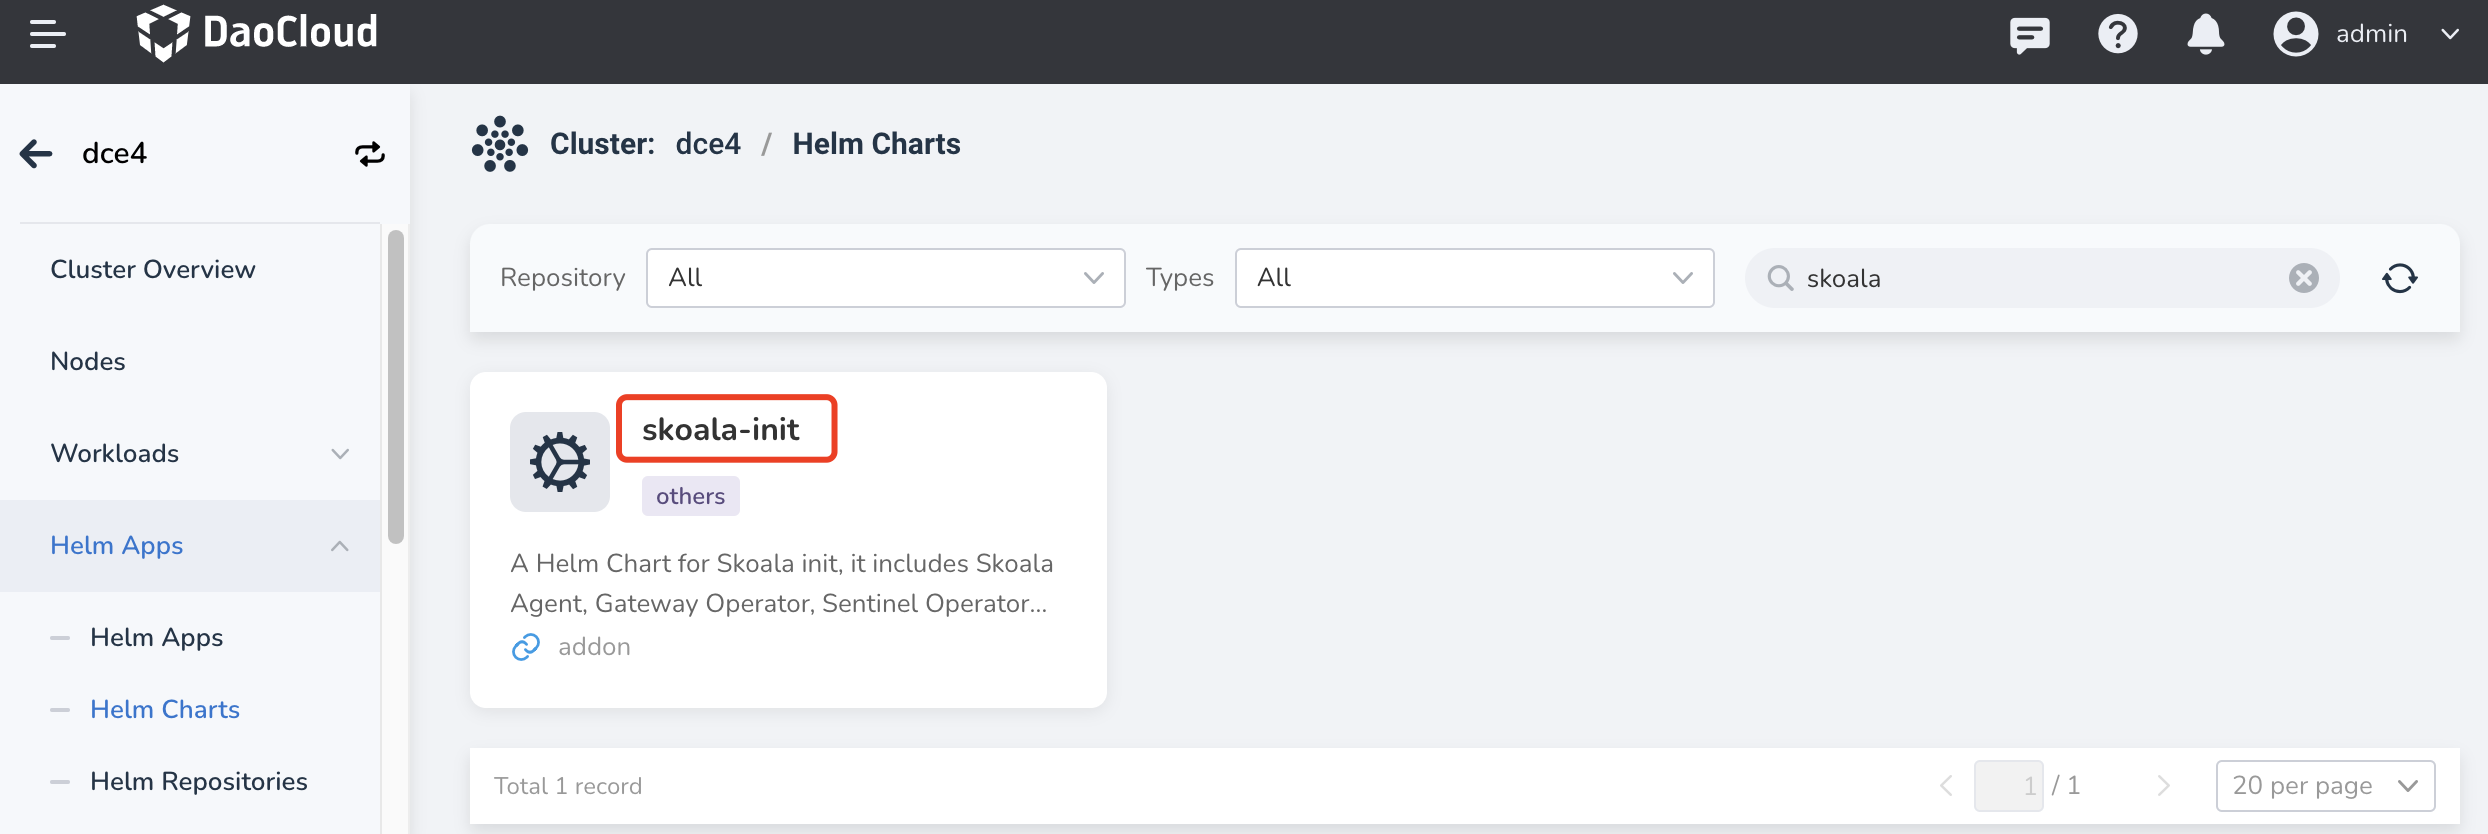 DaoCloud
admin
dce4
Cluster Overview
Nodes
Workloads
Helm Apps
Helm Apps
Helm Charts
Helm Repositories
Cluster: dce4 / Helm Charts
Repository All Types All skoala
skoala-init
others
A Helm Chart for Skoala init, it includes Skoala
Agent, Gateway Operator, Sentinel Operator...
addon
Total 1 record
1 / 1
20 per page